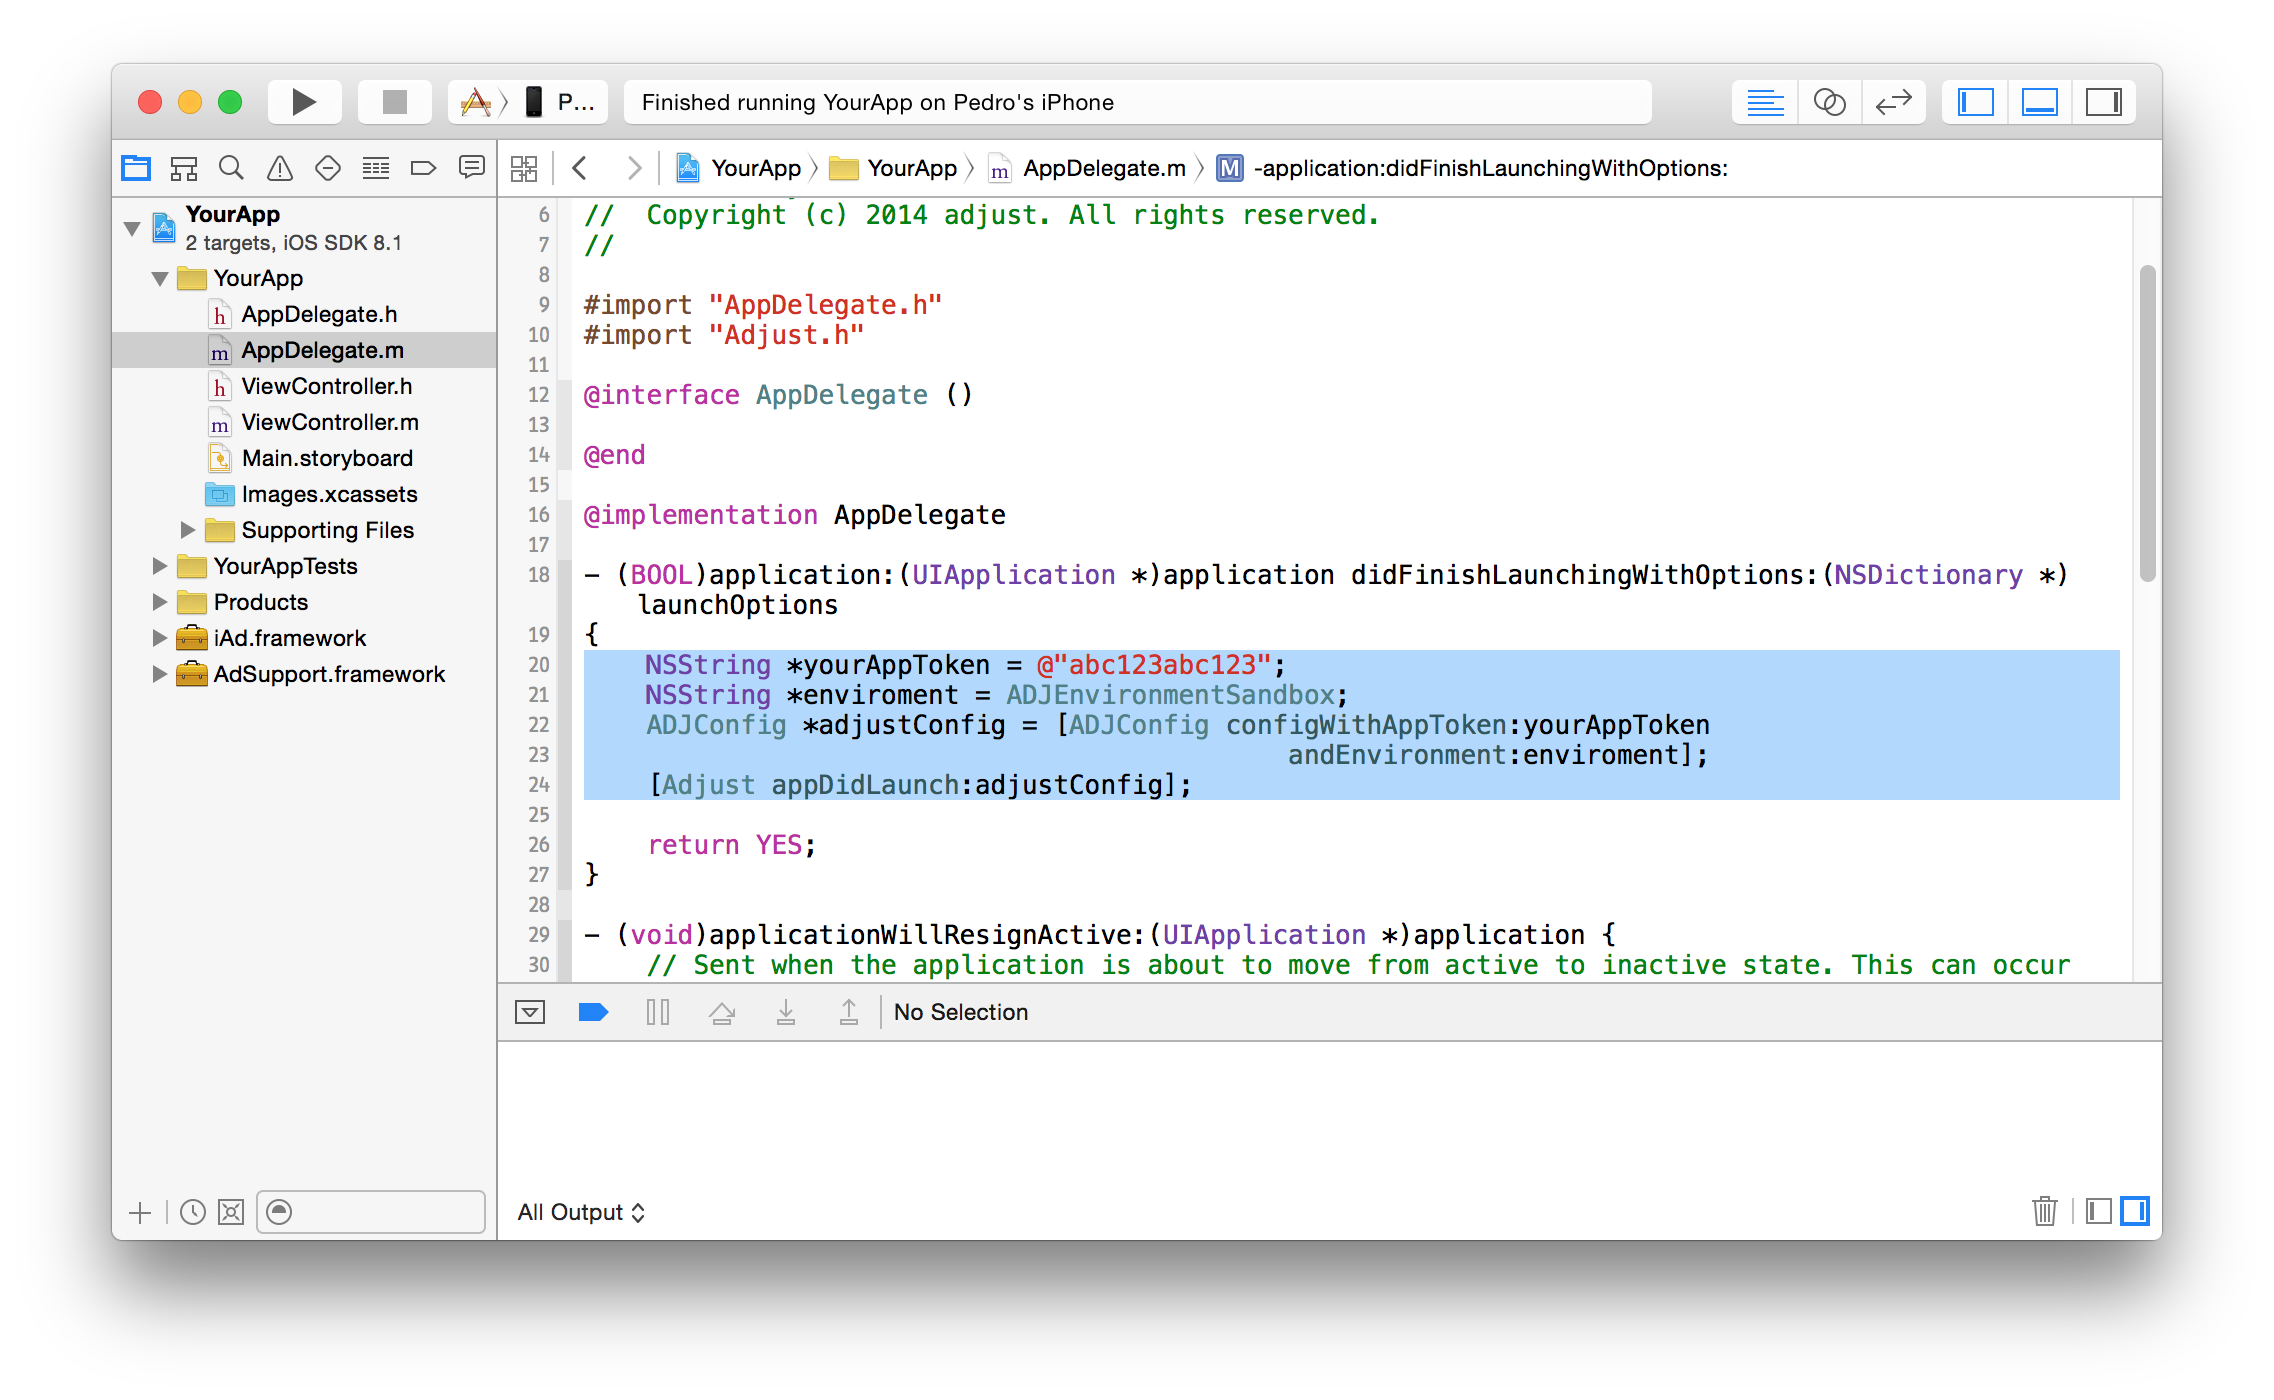 P...
Finished running YourApp on Pedro's iPhone
YourApp
YourApp
AppDelegate.m
M
-application:didFinishLaunchingWithOptions:
YourApp
2 targets, iOS SDK 8.1
YourApp
h AppDelegate.h
m AppDelegate.m
h ViewController.h
m ViewController.m
Main.storyboard
Images.xcassets
Supporting Files
YourAppTests
Products
iAd.framework
AdSupport.framework
6 //  Copyright (c) 2014 adjust. All rights reserved.
7 //
8
9 #import "AppDelegate.h"
10 #import "Adjust.h"
11
12 @interface AppDelegate ()
13
14 @end
15
16 @implementation AppDelegate
17
18 - (BOOL)application:(UIApplication *)application didFinishLaunchingWithOptions:(NSDictionary *)
launchOptions
19 {
20 NSString *yourAppToken = @"abc123abc123";
21 NSString *enviroment = ADJEnvironmentSandbox;
22 ADJConfig *adjustConfig = [ADJConfig configWithAppToken:yourAppToken
23 andEnvironment:enviroment];
24 [Adjust appDidLaunch:adjustConfig];
25
26 return YES;
27 }
28
29 - (void)applicationWillResignActive:(UIApplication *)application {
30 // Sent when the application is about to move from active to inactive state. This can occur
No Selection
All Output